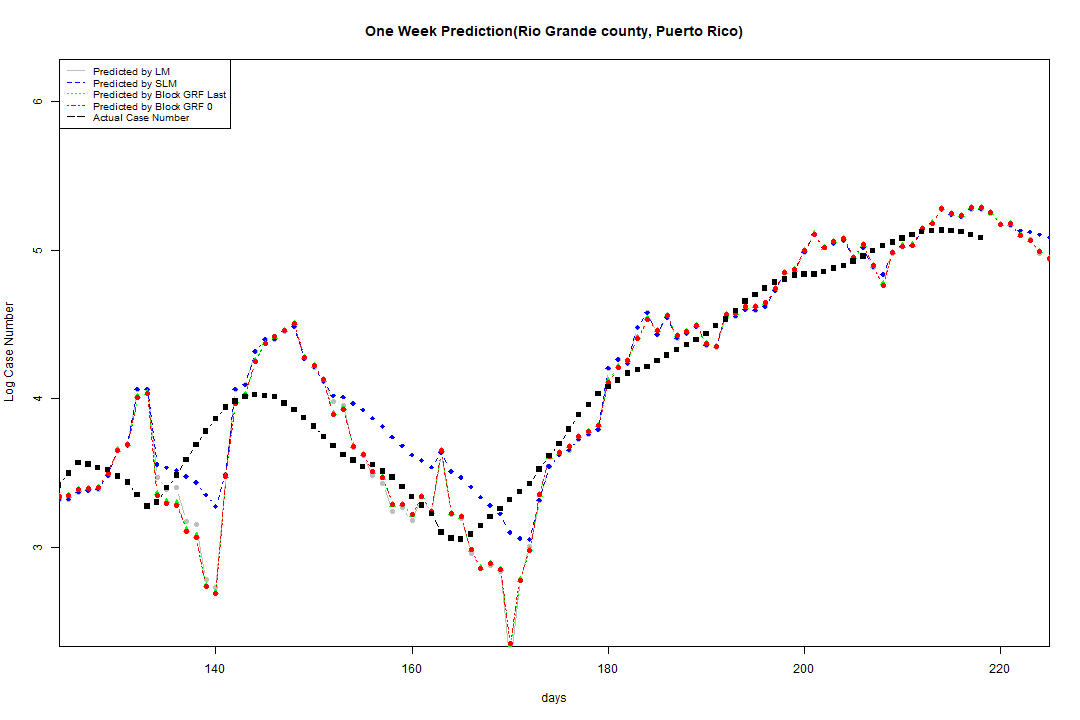 One Week Prediction(Rio Grande county, Puerto Rico)
Predicted by LM
Predicted by SLM
Predicted by Block GRF Last
Predicted by Block GRF 0
Actual Case Number
6
5
4
3
Log Case Number
140 160 180 200 220
days